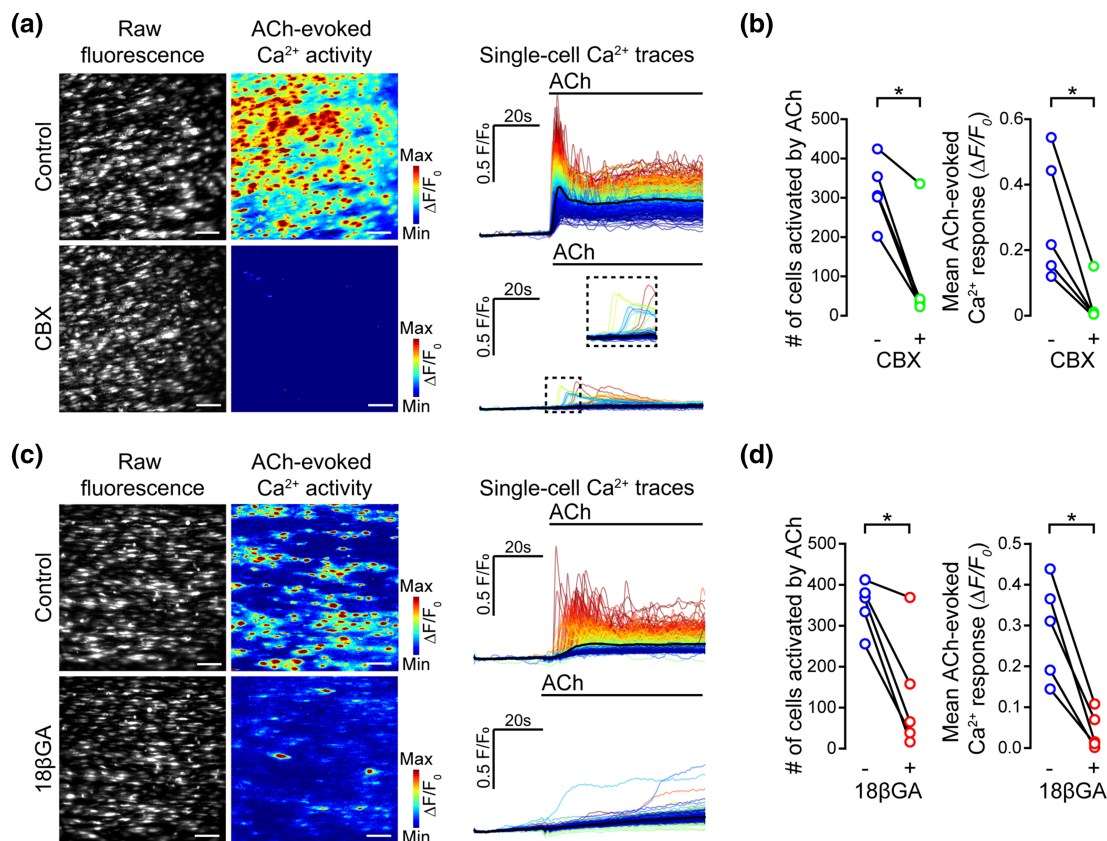 (a)
Raw fluorescence
ACh-evoked Ca²⁺ activity
Single-cell Ca²⁺ traces
Control
Max
ΔF/F₀
Min
ACh
20s
0.5 F/F₀
CBX
Max
ΔF/F₀
Min
ACh
20s
0.5 F/F₀
(b)
*
# of cells activated by ACh
500
400
300
200
100
0
- +
CBX
*
Mean ACh-evoked
Ca²⁺ response (ΔF/F₀)
0.6
0.4
0.2
0.0
- +
CBX
(c)
Raw fluorescence
ACh-evoked Ca²⁺ activity
Single-cell Ca²⁺ traces
Control
Max
ΔF/F₀
Min
ACh
20s
0.5 F/F₀
18βGA
Max
ΔF/F₀
Min
ACh
20s
0.5 F/F₀
(d)
*
# of cells activated by ACh
500
400
300
200
100
0
- +
18βGA
*
Mean ACh-evoked
Ca²⁺ response (ΔF/F₀)
0.5
0.4
0.3
0.2
0.1
0.0
- +
18βGA